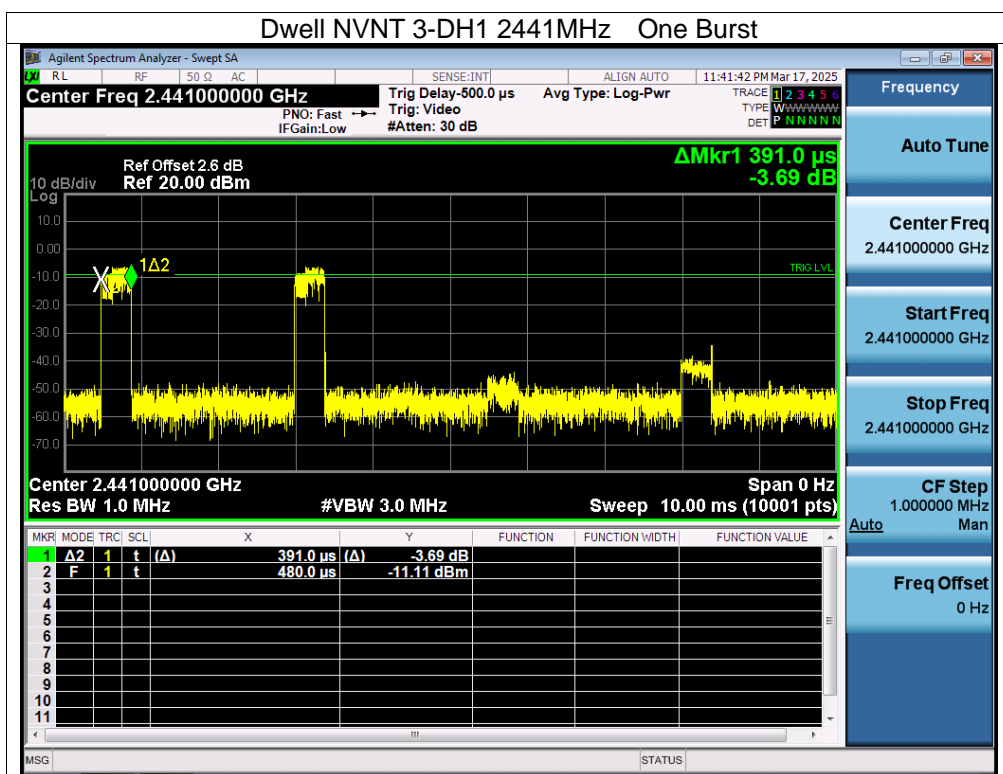 Dwell NVNT 3-DH1 2441MHz One Burst
Agilent Spectrum Analyzer - Swept SA
LXI RL RF 50 Ω AC SENSE:INT ALIGN AUTO 11:41:42 PM Mar 17, 2025
Center Freq 2.441000000 GHz Trig Delay-500.0 µs Avg Type: Log-Pwr TRACE 1 2 3 4 5 6
PNO: Fast Trig: Video TYPE WWWWWWW
IFGain:Low #Atten: 30 dB DET P N N N N N
Frequency
ΔMkr1 391.0 µs
-3.69 dB
Ref Offset 2.6 dB
10 dB/div Ref 20.00 dBm
Log
10.0
0.00
-10.0
-20.0
-30.0
-40.0
-50.0
-60.0
-70.0
1Δ2
TRIG LVL
Center 2.441000000 GHz Span 0 Hz
Res BW 1.0 MHz #VBW 3.0 MHz Sweep 10.00 ms (10001 pts)
MKR MODE TRC SCL X Y FUNCTION FUNCTION WIDTH FUNCTION VALUE
1 Δ2 1 t (Δ) 391.0 µs (Δ) -3.69 dB
2 F 1 t 480.0 µs -11.11 dBm
3
4
5
6
7
8
9
10
11
MSG STATUS
Auto Tune
Center Freq
2.441000000 GHz
Start Freq
2.441000000 GHz
Stop Freq
2.441000000 GHz
CF Step
1.000000 MHz
Auto Man
Freq Offset
0 Hz